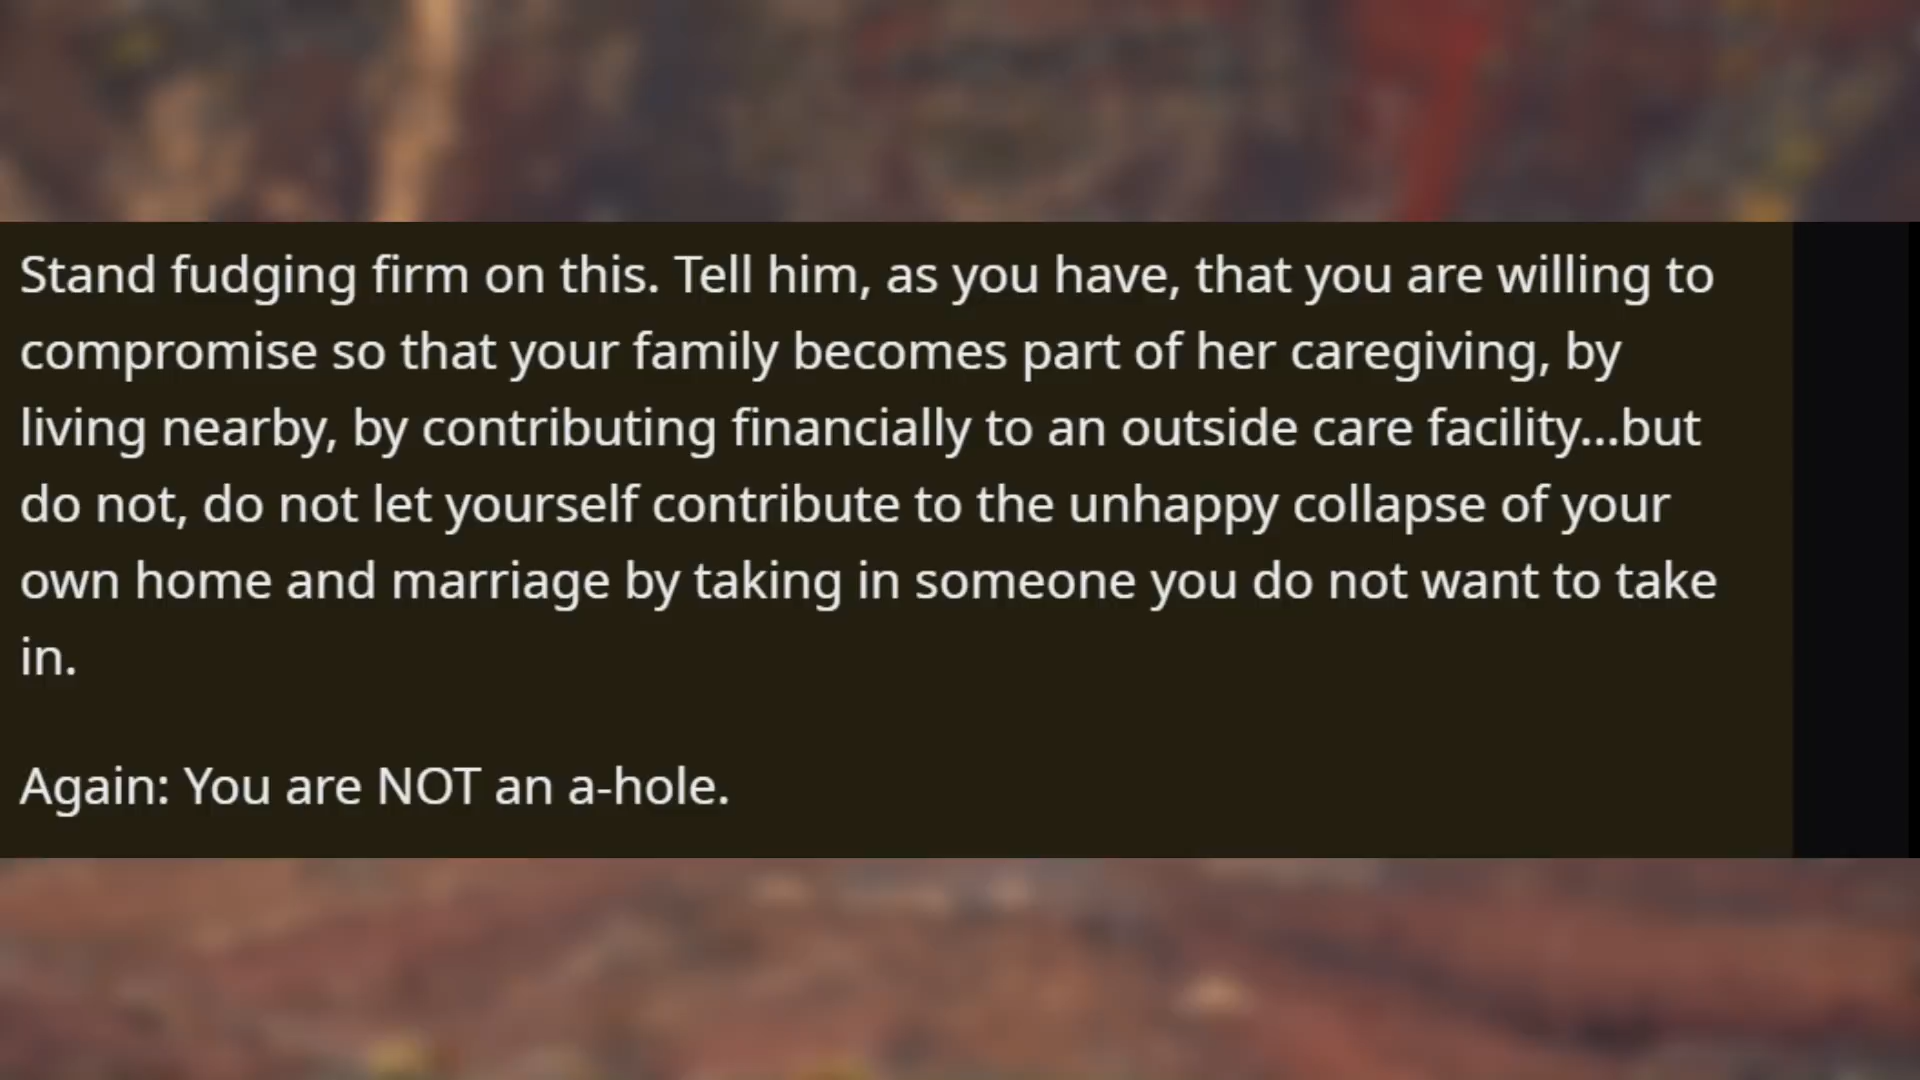 Stand fudging firm on this. Tell him, as you have, that you are willing to
compromise so that your family becomes part of her caregiving, by
living nearby, by contributing financially to an outside care facility...but
do not, do not let yourself contribute to the unhappy collapse of your
own home and marriage by taking in someone you do not want to take
in.
Again: You are NOT an a-hole.